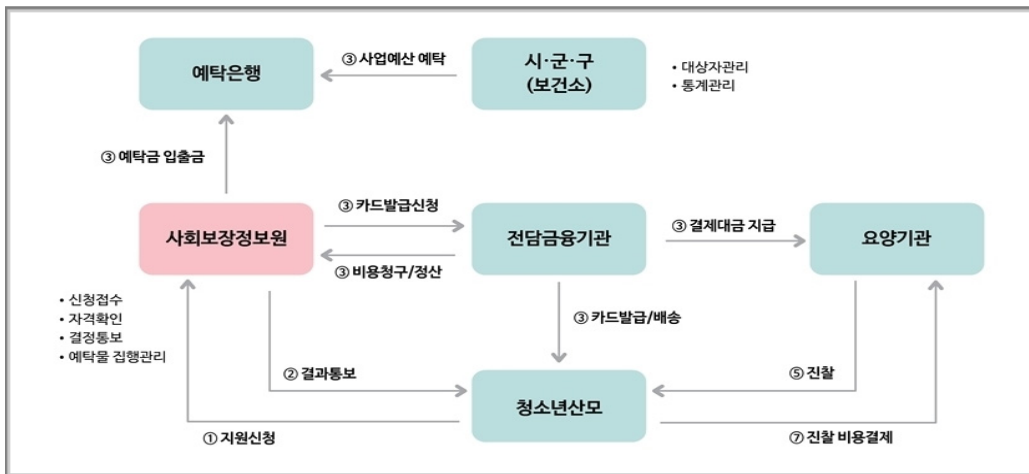 예탁은행
③ 사업예산 예탁
시·군·구
(보건소)
• 대상자관리
• 통계관리
③ 예탁금 입출금
사회보장정보원
③ 카드발급신청
③ 비용청구/정산
전담금융기관
③ 결제대금 지급
요양기관
• 신청접수
• 자격확인
• 결정통보
• 예탁물 집행관리
③ 카드발급/배송
② 결과통보
⑤ 진찰
청소년산모
① 지원신청
⑦ 진찰 비용결제